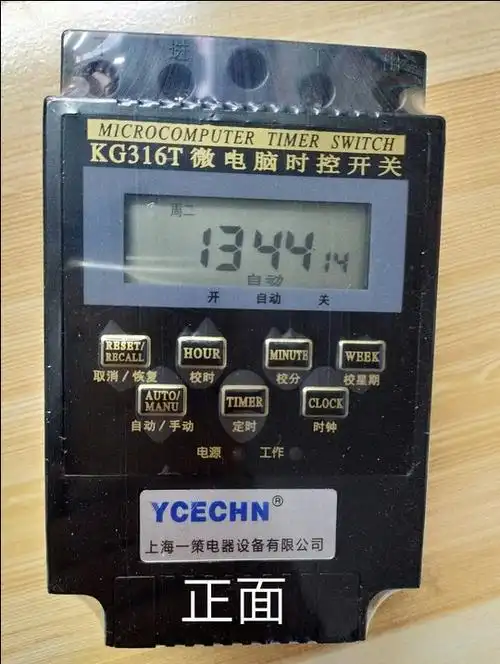 进
MICROCOMPUTER TIMER SWITCH
KG316T 微电脑时控开关
周二
13 44 14
自动
开 自动 关
RESET/RECALL HOUR MINUTE WEEK
取消/恢复 校时 校分 校星期
AUTO/MANU TIMER CLOCK
自动/手动 定时 时钟
电源 工作
YCECHN®
上海一策电器设备有限公司
正面